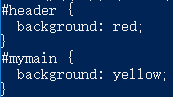 #header {
  background: red;
}
#mymain {
  background: yellow;
}